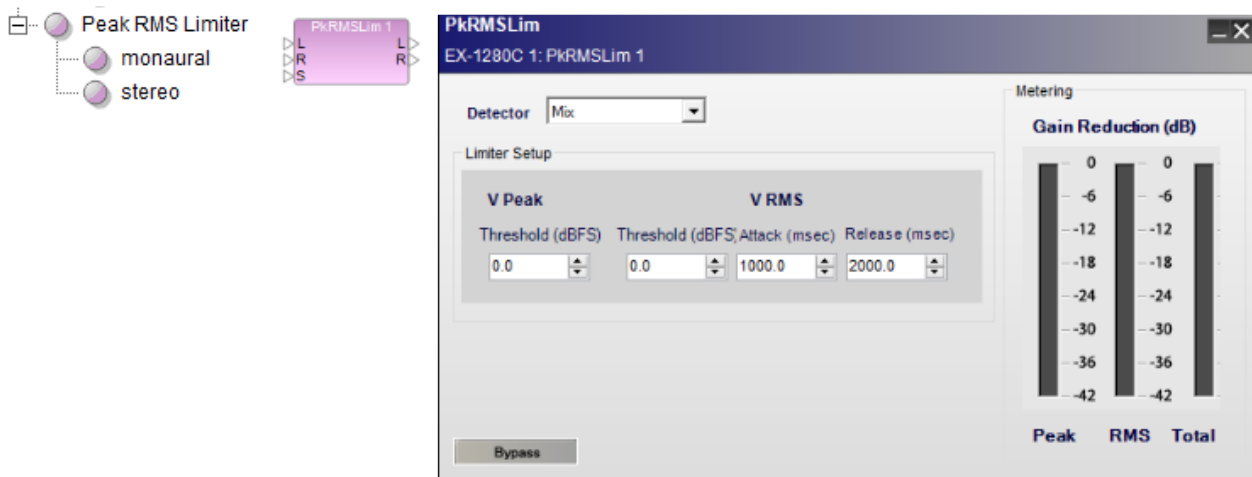 Peak RMS Limiter
monaural
stereo
PkRMSLim 1
L L
R R
S
PkRMSLim
EX-1280C 1: PkRMSLim 1
Detector Mix
Limiter Setup
V Peak V RMS
Threshold (dBFS) Threshold (dBFS, Attack (msec) Release (msec)
0.0 0.0 1000.0 2000.0
Bypass
Metering
Gain Reduction (dB)
0 0
-6 -6
-12 -12
-18 -18
-24 -24
-30 -30
-36 -36
-42 -42
Peak RMS Total